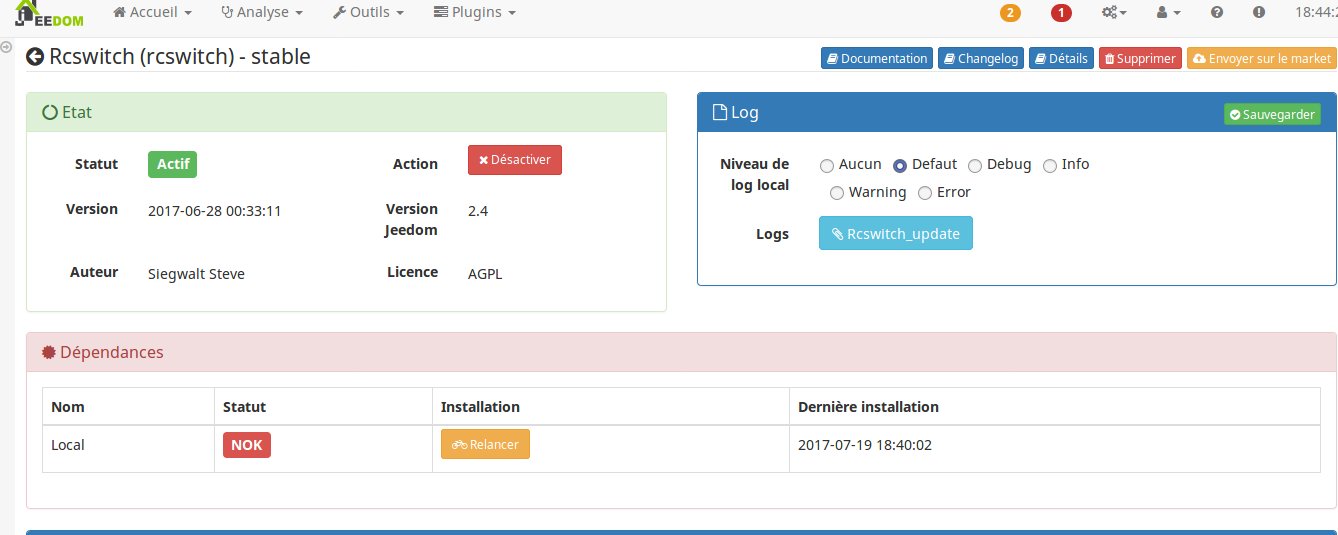 JEEDOM Accueil Analyse Outils Plugins 2 1
Rcswitch (rcswitch) - stable Documentation Changelog Détails Supprimer Envoyer sur le market
Etat
Statut Actif Action Désactiver
Version 2017-06-28 00:33:11 Version Jeedom 2.4
Auteur Siegwalt Steve Licence AGPL
Log Sauvegarder
Niveau de log local Aucun Defaut Debug Info
Warning Error
Logs Rcswitch_update
Dépendances
Nom Statut Installation Dernière installation
Local NOK Relancer 2017-07-19 18:40:02